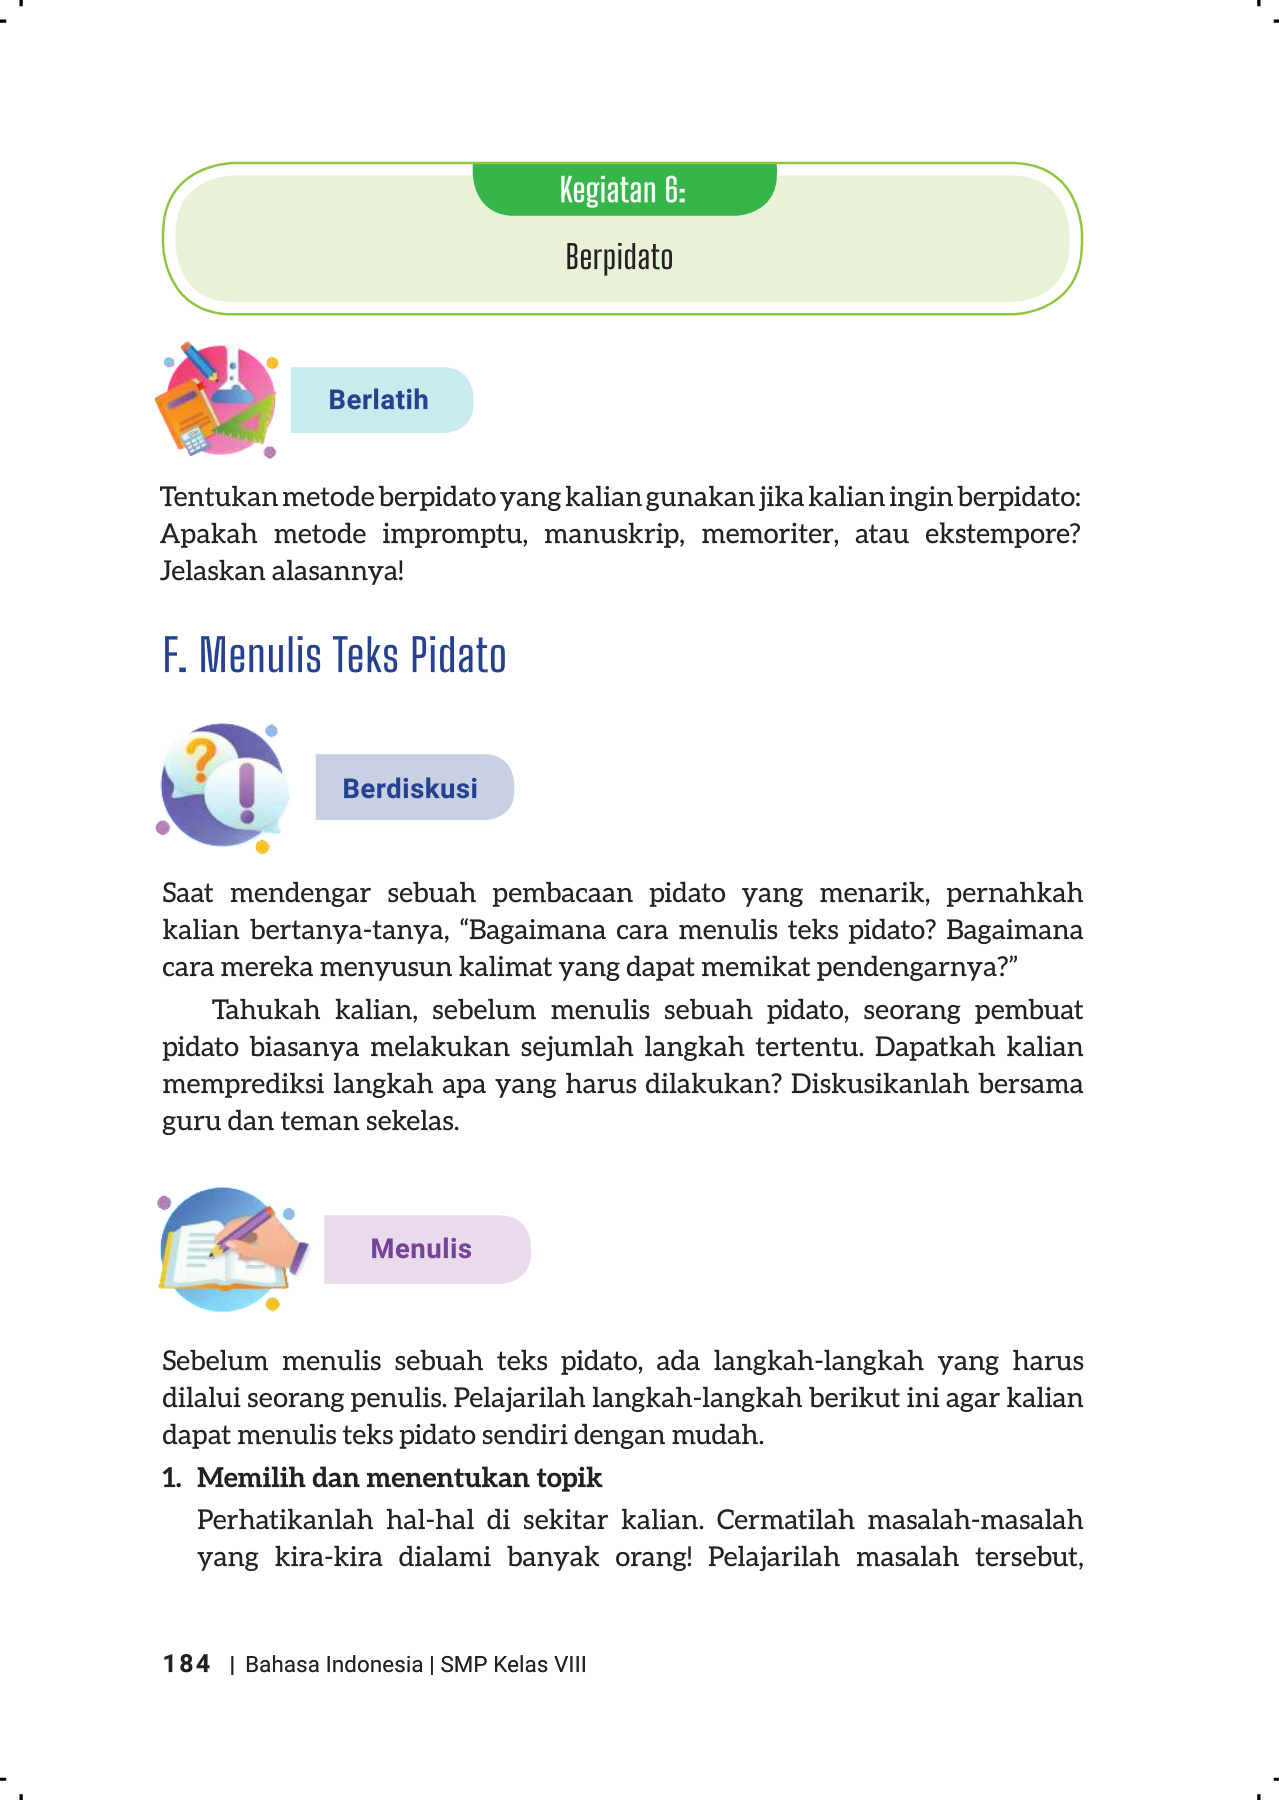 Kegiatan 6:
Berpidato
Berlatih
Tentukan metode berpidato yang kalian gunakan jika kalian ingin berpidato:
Apakah metode impromptu, manuskrip, memoriter, atau ekstempore?
Jelaskan alasannya!
F. Menulis Teks Pidato
Berdiskusi
Saat mendengar sebuah pembacaan pidato yang menarik, pernahkah
kalian bertanya-tanya, “Bagaimana cara menulis teks pidato? Bagaimana
cara mereka menyusun kalimat yang dapat memikat pendengarnya?”
Tahukah kalian, sebelum menulis sebuah pidato, seorang pembuat
pidato biasanya melakukan sejumlah langkah tertentu. Dapatkah kalian
memprediksi langkah apa yang harus dilakukan? Diskusikanlah bersama
guru dan teman sekelas.
Menulis
Sebelum menulis sebuah teks pidato, ada langkah-langkah yang harus
dilalui seorang penulis. Pelajarilah langkah-langkah berikut ini agar kalian
dapat menulis teks pidato sendiri dengan mudah.
1. Memilih dan menentukan topik
Perhatikanlah hal-hal di sekitar kalian. Cermatilah masalah-masalah
yang kira-kira dialami banyak orang! Pelajarilah masalah tersebut,
184 | Bahasa Indonesia | SMP Kelas VIII